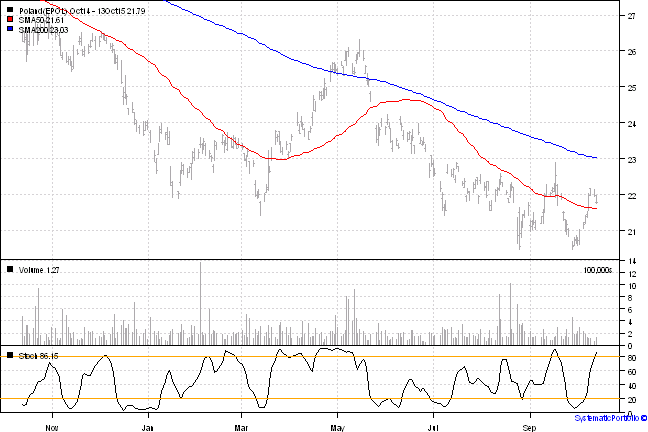 Poland(EPOL) Oct14 - 13Oct15 21.79
SMA50 21.61
SMA200 23.03
27
26
25
24
23
22
21
Volume 1.27
100,000s
14
12
10
8
6
4
2
0
Stoch 86.15
80
60
40
20
0
Nov Jan Mar May Jul Sep
SystematicPortfolio ©